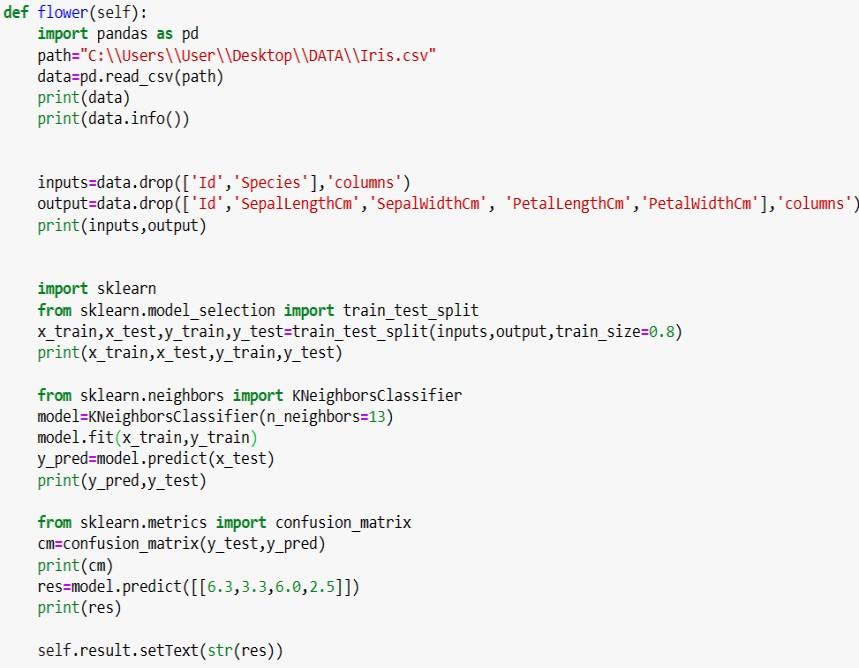 def flower(self):
    import pandas as pd
    path="C:\\Users\\User\\Desktop\\DATA\\Iris.csv"
    data=pd.read_csv(path)
    print(data)
    print(data.info())
    inputs=data.drop(['Id','Species'],'columns')
    output=data.drop(['Id','SepalLengthCm','SepalWidthCm', 'PetalLengthCm','PetalWidthCm'],'columns')
    print(inputs,output)
    import sklearn
    from sklearn.model_selection import train_test_split
    x_train,x_test,y_train,y_test=train_test_split(inputs,output,train_size=0.8)
    print(x_train,x_test,y_train,y_test)
    from sklearn.neighbors import KNeighborsClassifier
    model=KNeighborsClassifier(n_neighbors=13)
    model.fit(x_train,y_train)
    y_pred=model.predict(x_test)
    print(y_pred,y_test)
    from sklearn.metrics import confusion_matrix
    cm=confusion_matrix(y_test,y_pred)
    print(cm)
    res=model.predict([[6.3,3.3,6.0,2.5]])
    print(res)
    self.result.setText(str(res))